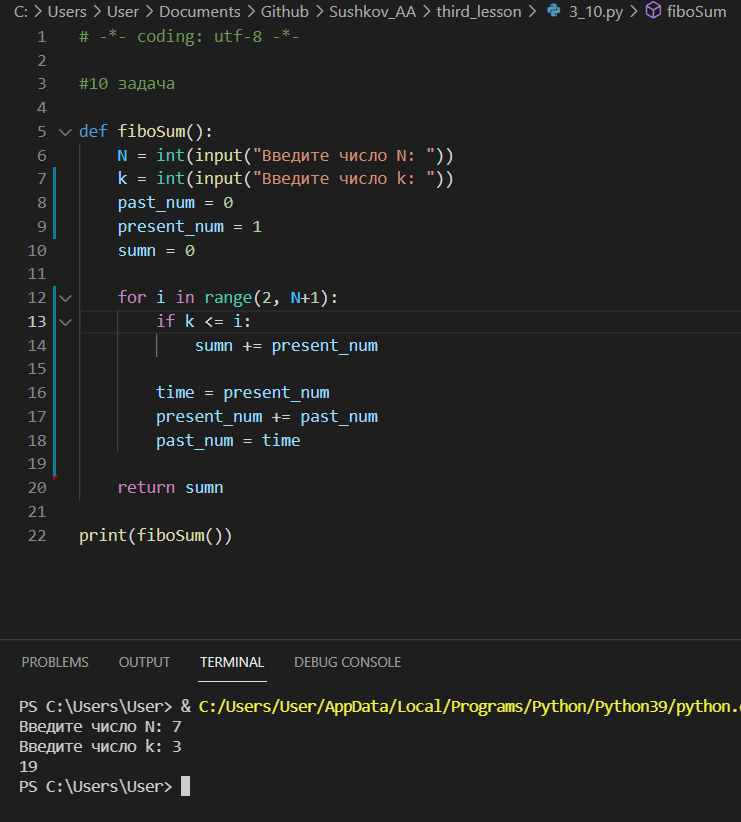 C: > Users > User > Documents > Github > Sushkov_AA > third_lesson > 3_10.py > fiboSum
1 # -*- coding: utf-8 -*-
2
3 #10 задача
4
5 def fiboSum():
6 N = int(input("Введите число N: "))
7 k = int(input("Введите число k: "))
8 past_num = 0
9 present_num = 1
10 sumn = 0
11
12 for i in range(2, N+1):
13 if k <= i:
14 sumn += present_num
15
16 time = present_num
17 present_num += past_num
18 past_num = time
19
20 return sumn
21
22 print(fiboSum())
PROBLEMS OUTPUT TERMINAL DEBUG CONSOLE
PS C:\Users\User> & C:/Users/User/AppData/Local/Programs/Python/Python39/python.
Введите число N: 7
Введите число k: 3
19
PS C:\Users\User>